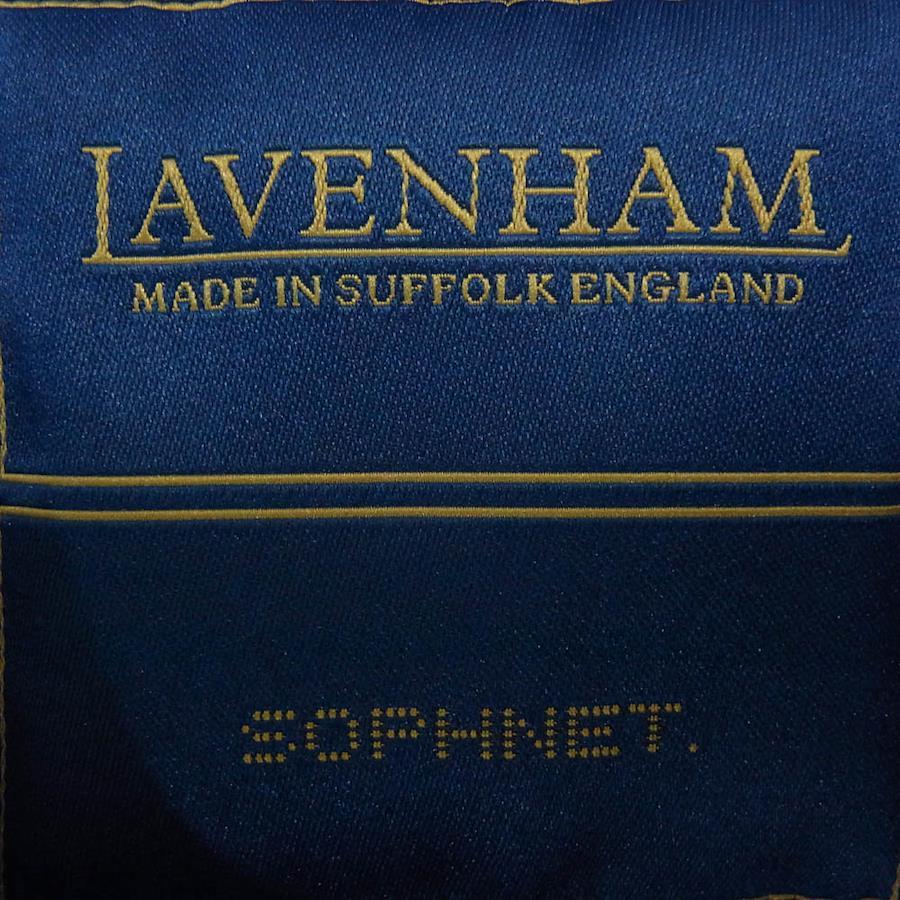 LAVENHAM
MADE IN SUFFOLK ENGLAND
SOPHNET.